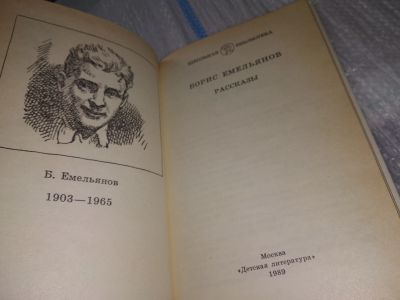 Б. Емельянов
1903—1965
ШКОЛЬНАЯ БИБЛИОТЕКА
БОРИС ЕМЕЛЬЯНОВ
РАССКАЗЫ
Москва
«Детская литература»
1989